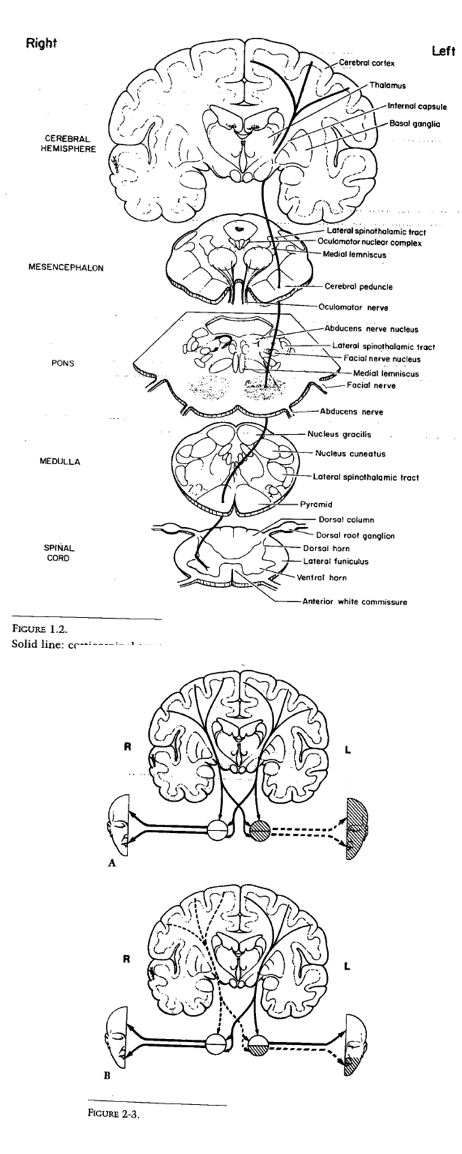 Right
Left
Cerebral cortex
Thalamus
Internal capsule
Basal ganglia
CEREBRAL
HEMISPHERE
Lateral spinothalamic tract
Oculomotor nuclear complex
Medial lemniscus
MESENCEPHALON
Cerebral peduncle
Oculomotor nerve
Abducens nerve nucleus
Lateral spinothalamic tract
Facial nerve nucleus
PONS
Medial lemniscus
Facial nerve
Abducens nerve
Nucleus gracilis
Nucleus cuneatus
MEDULLA
Lateral spinothalamic tract
Pyramid
Dorsal column
Dorsal root ganglion
SPINAL
CORD
Dorsal horn
Lateral funiculus
Ventral horn
Anterior white commissure
FIGURE 1.2.
Solid line:
R
L
A
R
L
B
FIGURE 2-3.